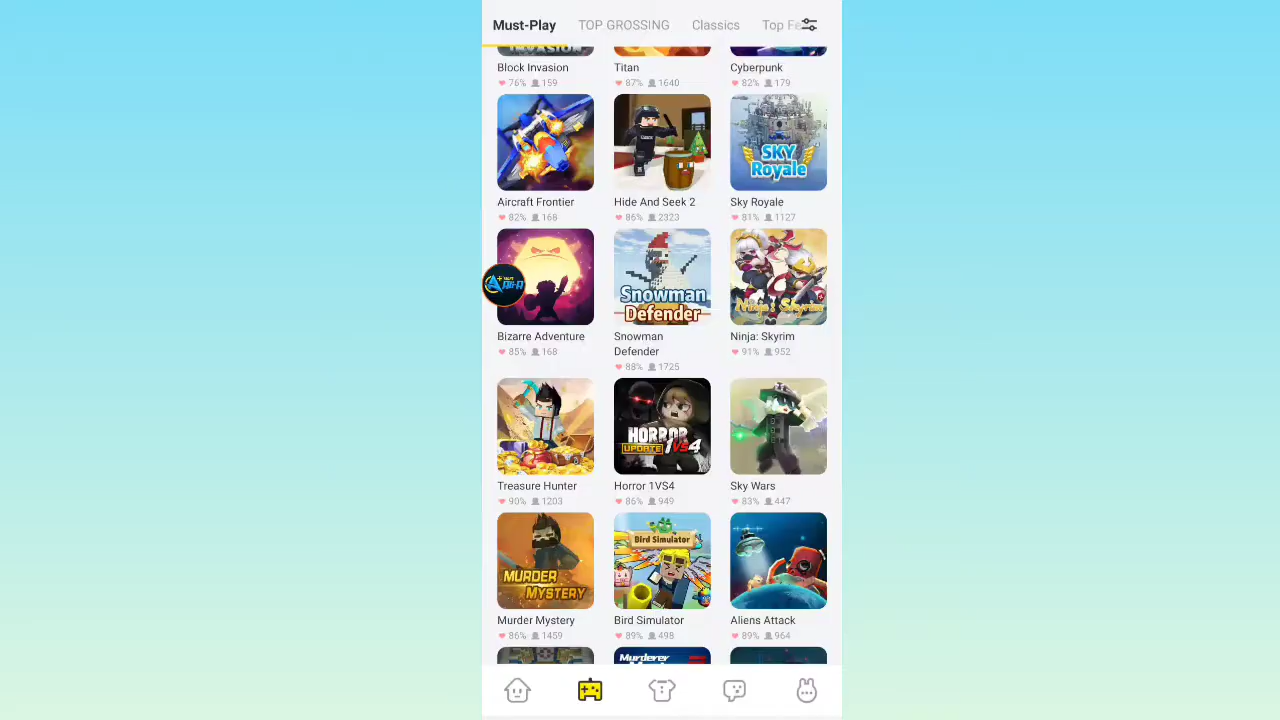 Must-Play TOP GROSSING Classics Top Fe
INVASION
Block Invasion Titan Cyberpunk
76% 159 87% 1640 82% 179
SKY
Royale
Aircraft Frontier Hide And Seek 2 Sky Royale
82% 168 86% 2323 81% 1127
Snowman
Defender
Ninja: Skyrim
Bizarre Adventure Snowman Defender Ninja: Skyrim
85% 168 88% 1725 91% 952
HORROR
UPDATE 1VS4
Treasure Hunter Horror 1VS4 Sky Wars
90% 1203 86% 949 83% 447
Bird Simulator
MURDER
MYSTERY
Murder Mystery Bird Simulator Aliens Attack
86% 1459 89% 498 89% 964
Murderer